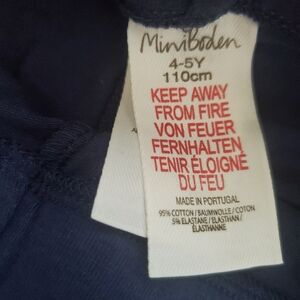 MiniBoden
4-5Y
110cm
KEEP AWAY
FROM FIRE
VON FEUER
FERNHALTEN
TENIR ÉLOIGNÉ
DU FEU
MADE IN PORTUGAL
95% COTTON / BAUMWOLLE / COTON
5% ELASTANE / ELASTHAN /
ÉLASTHANNE